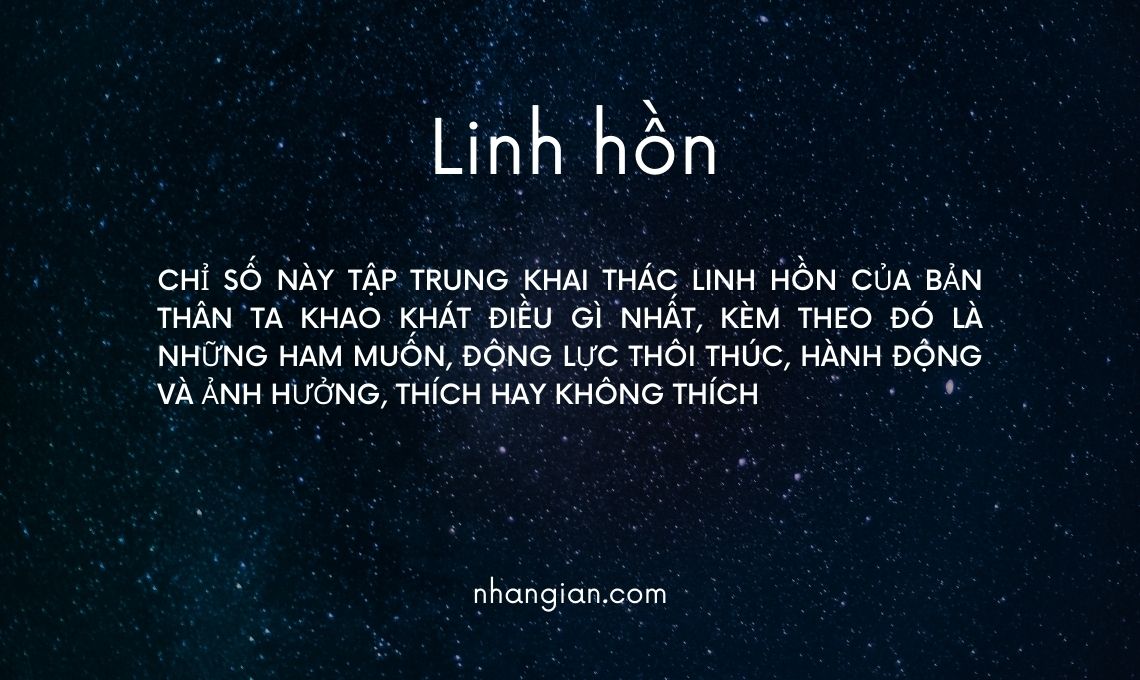 Linh hồn
CHỈ SỐ NÀY TẬP TRUNG KHAI THÁC LINH HỒN CỦA BẢN
THÂN TA KHAO KHÁT ĐIỀU GÌ NHẤT, KÈM THEO ĐÓ LÀ
NHỮNG HAM MUỐN, ĐỘNG LỰC THÔI THÚC, HÀNH ĐỘNG
VÀ ẢNH HƯỞNG, THÍCH HAY KHÔNG THÍCH
nhangian.com